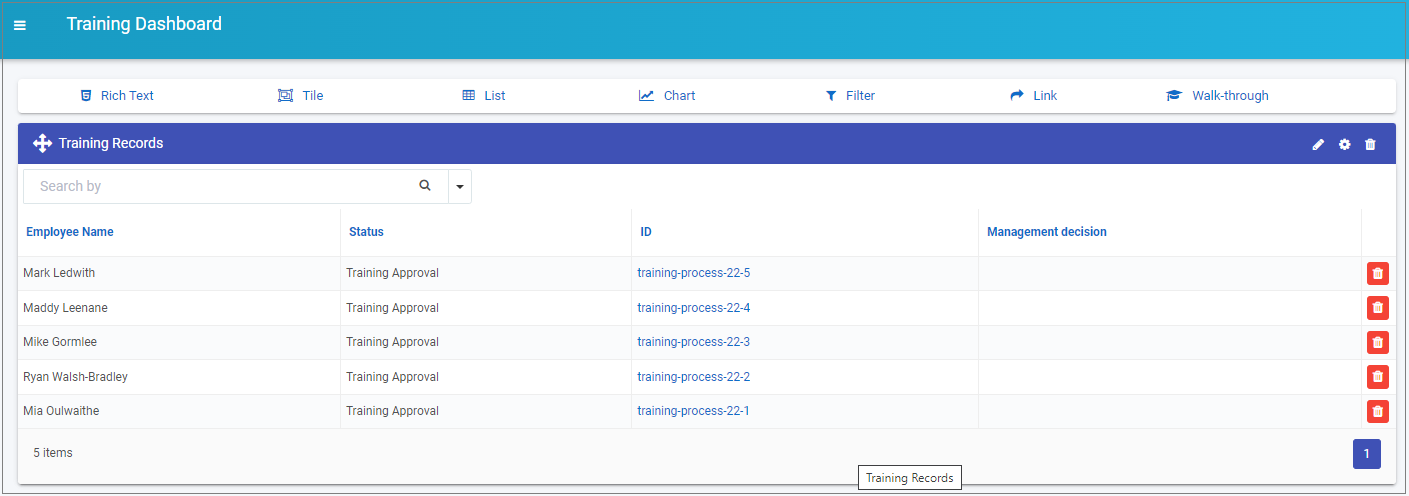 Training Dashboard
Rich Text Tile List Chart Filter Link Walk-through
Training Records
Search by
Employee Name Status ID Management decision
Mark Ledwith Training Approval training-process-22-5
Maddy Leenane Training Approval training-process-22-4
Mike Gormlee Training Approval training-process-22-3
Ryan Walsh-Bradley Training Approval training-process-22-2
Mia Oulwaithe Training Approval training-process-22-1
5 items 1
Training Records